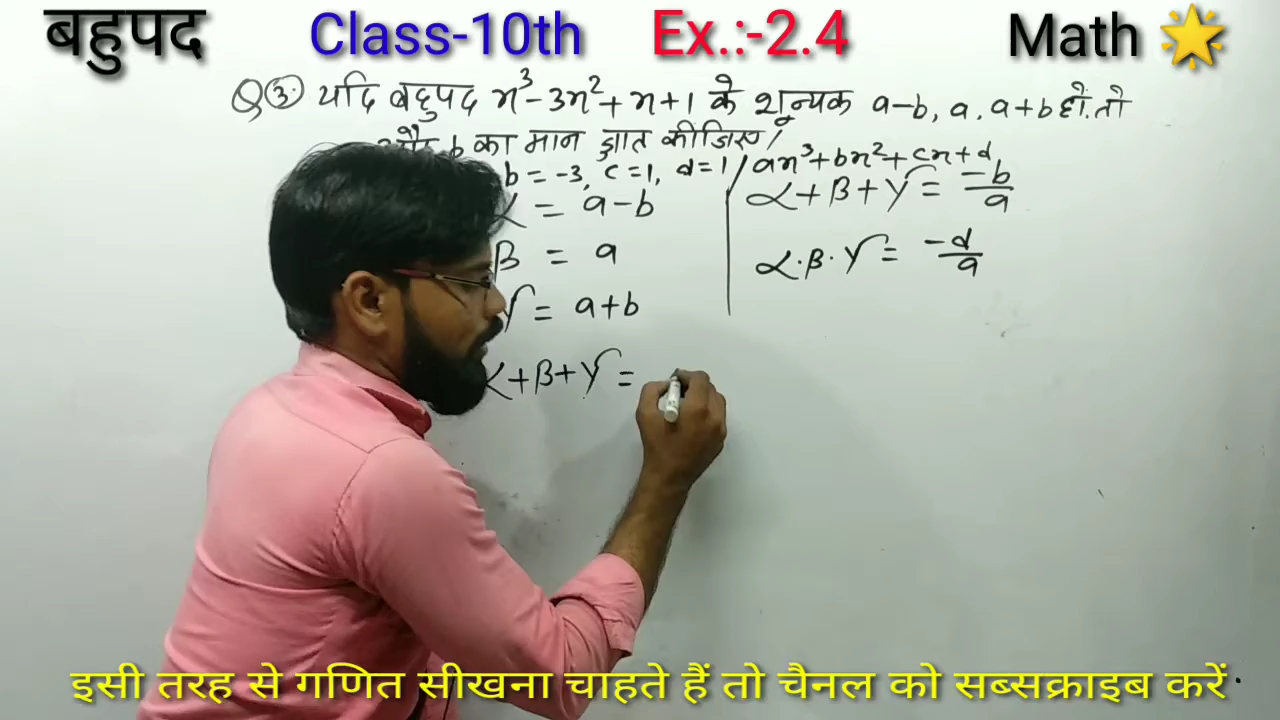 बहुपद Class-10th Ex.:-2.4 Math
Q③. यदि बहुपद x³-3x²+x+1 के शून्यक a-b, a, a+b हों. तो
b का मान ज्ञात कीजिए।
b = -3, c=1, d=1
α = a-b
β = a
γ = a+b
α+β+γ =
ax³+bx²+cx+d
α+β+γ = -b/a
α.β.γ = -d/a
इसी तरह से गणित सीखना चाहते हैं तो चैनल को सब्सक्राइब करें